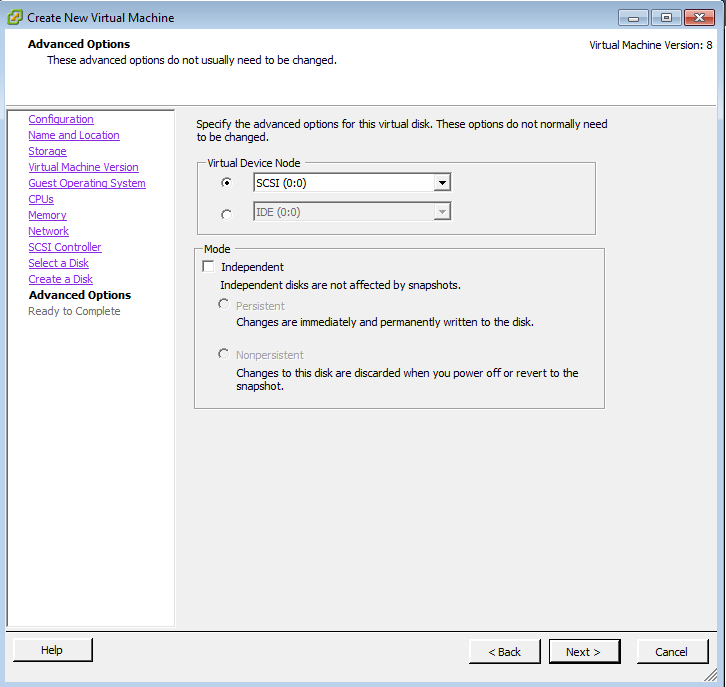 Create New Virtual Machine
Advanced Options
These advanced options do not usually need to be changed.
Virtual Machine Version: 8
Configuration
Name and Location
Storage
Virtual Machine Version
Guest Operating System
CPUs
Memory
Network
SCSI Controller
Select a Disk
Create a Disk
Advanced Options
Ready to Complete
Specify the advanced options for this virtual disk. These options do not normally need
to be changed.
Virtual Device Node
SCSI (0:0)
IDE (0:0)
Mode
Independent
Independent disks are not affected by snapshots.
Persistent
Changes are immediately and permanently written to the disk.
Nonpersistent
Changes to this disk are discarded when you power off or revert to the
snapshot.
Help
< Back
Next >
Cancel